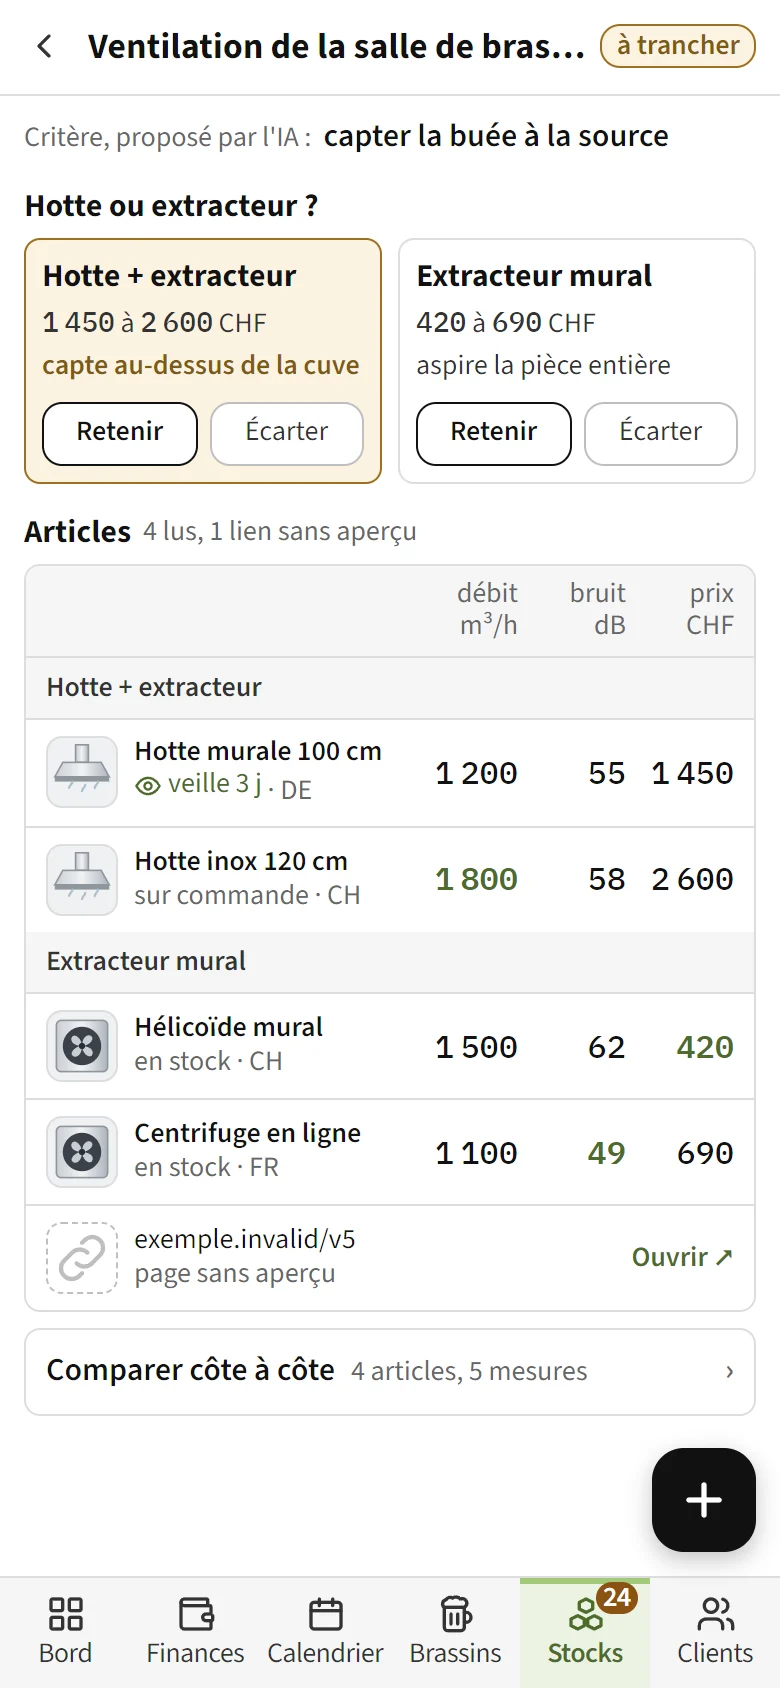 Ventilation de la salle de bras…
à trancher
Critère, proposé par l'IA : capter la buée à la source
Hotte ou extracteur ?
Hotte + extracteur
1 450 à 2 600 CHF
capte au-dessus de la cuve
Retenir
Écarter
Extracteur mural
420 à 690 CHF
aspire la pièce entière
Retenir
Écarter
Articles 4 lus, 1 lien sans aperçu
débit bruit prix
m³/h dB CHF
Hotte + extracteur
Hotte murale 100 cm
veille 3 j · DE
1 200 55 1 450
Hotte inox 120 cm
sur commande · CH
1 800 58 2 600
Extracteur mural
Hélicoïde mural
en stock · CH
1 500 62 420
Centrifuge en ligne
en stock · FR
1 100 49 690
exemple.invalid/v5
page sans aperçu
Ouvrir ↗
Comparer côte à côte 4 articles, 5 mesures ›
24
Bord Finances Calendrier Brassins Stocks Clients